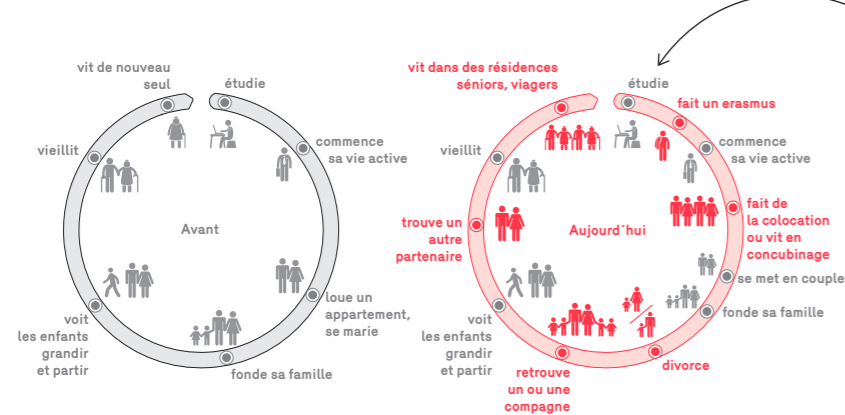 vit de nouveau
seul
étudie
commence
sa vie active
loue un
appartement,
se marie
fonde sa famille
voit
les enfants
grandir
et partir
vieillit
Avant
vit dans des résidences
séniors, viagers
étudie
fait un erasmus
commence
sa vie active
fait de
la colocation
ou vit en
concubinage
se met en couple
fonde sa famille
divorce
retrouve
un ou une
compagne
voit
les enfants
grandir
et partir
trouve un
autre
partenaire
vieillit
Aujourd´hui